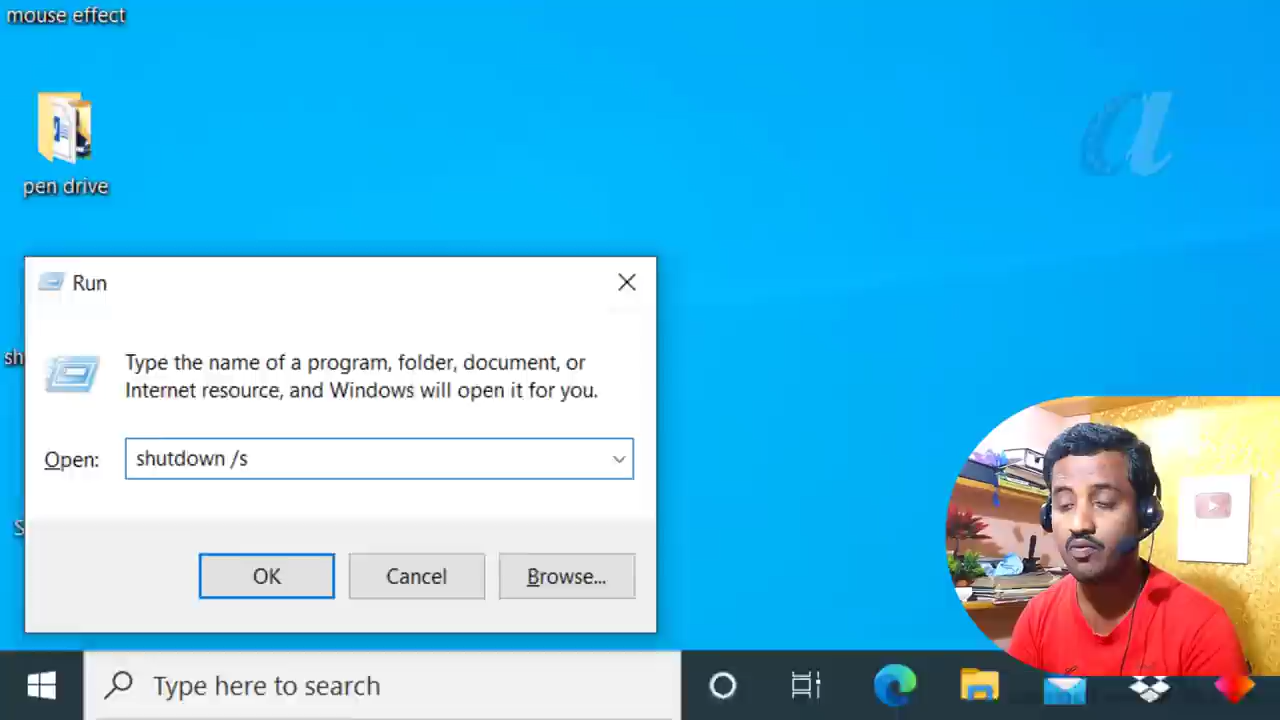 mouse effect
pen drive
Run
Type the name of a program, folder, document, or
Internet resource, and Windows will open it for you.
Open: shutdown /s
OK Cancel Browse...
Type here to search
a